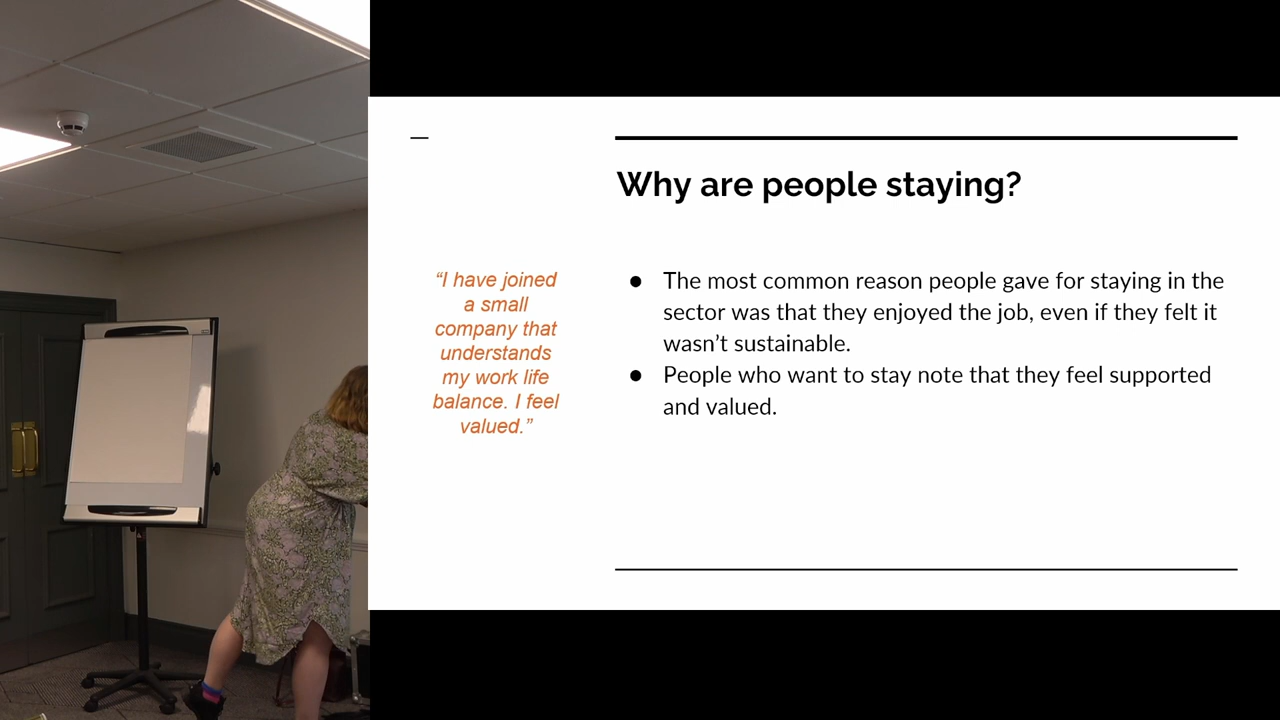 Why are people staying?
“I have joined
a small
company that
understands
my work life
balance. I feel
valued.”
● The most common reason people gave for staying in the
sector was that they enjoyed the job, even if they felt it
wasn’t sustainable.
● People who want to stay note that they feel supported
and valued.